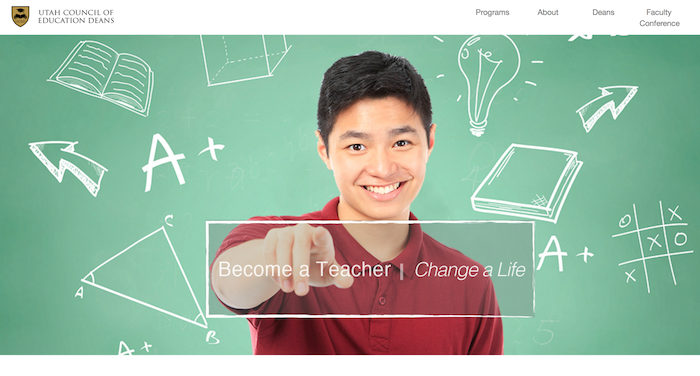 UTAH COUNCIL OF
EDUCATION DEANS
Programs
About
Deans
Faculty
Conference
A+
C
A
B
A+
Become a Teacher | Change a Life
A+
O X
X O
X